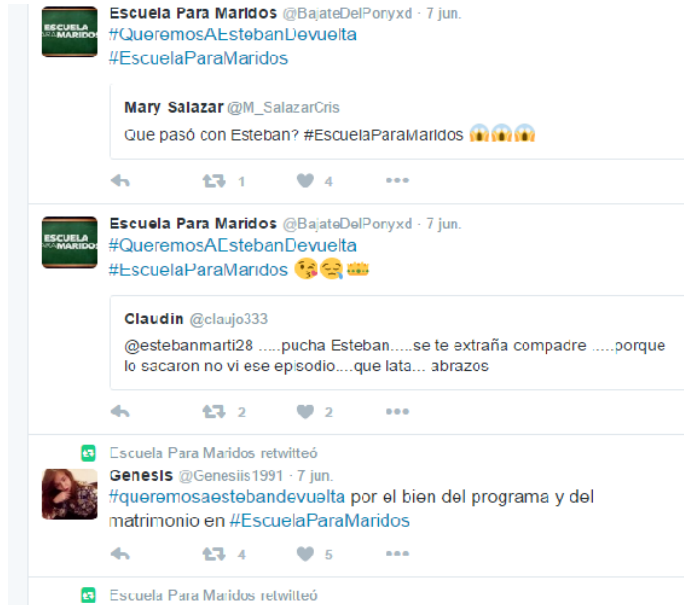 ESCUELA
PARA MARIDOS
Escuela Para Maridos @BajateDelPonyxd · 7 jun.
#QueremosAEstebanDevuelta
#EscuelaParaMaridos
Mary Salazar @M_SalazarCris
Que pasó con Esteban? #EscuelaParaMaridos 😱😱😱
1 4
ESCUELA
PARA MARIDOS
Escuela Para Maridos @BajateDelPonyxd · 7 jun.
#QueremosAEstebanDevuelta
#EscuelaParaMaridos 😘😪👑
Claudin @claujo333
@estebanmarti28 .....pucha Esteban.....se te extraña compadre .....porque
lo sacaron no vi ese episodio....que lata... abrazos
2 2
Escuela Para Maridos retwitteó
Genesis @Genesiis1991 · 7 jun.
#queremosaestebandevuelta por el bien del programa y del
matrimonio en #EscuelaParaMaridos
4 5
Escuela Para Maridos retwitteó